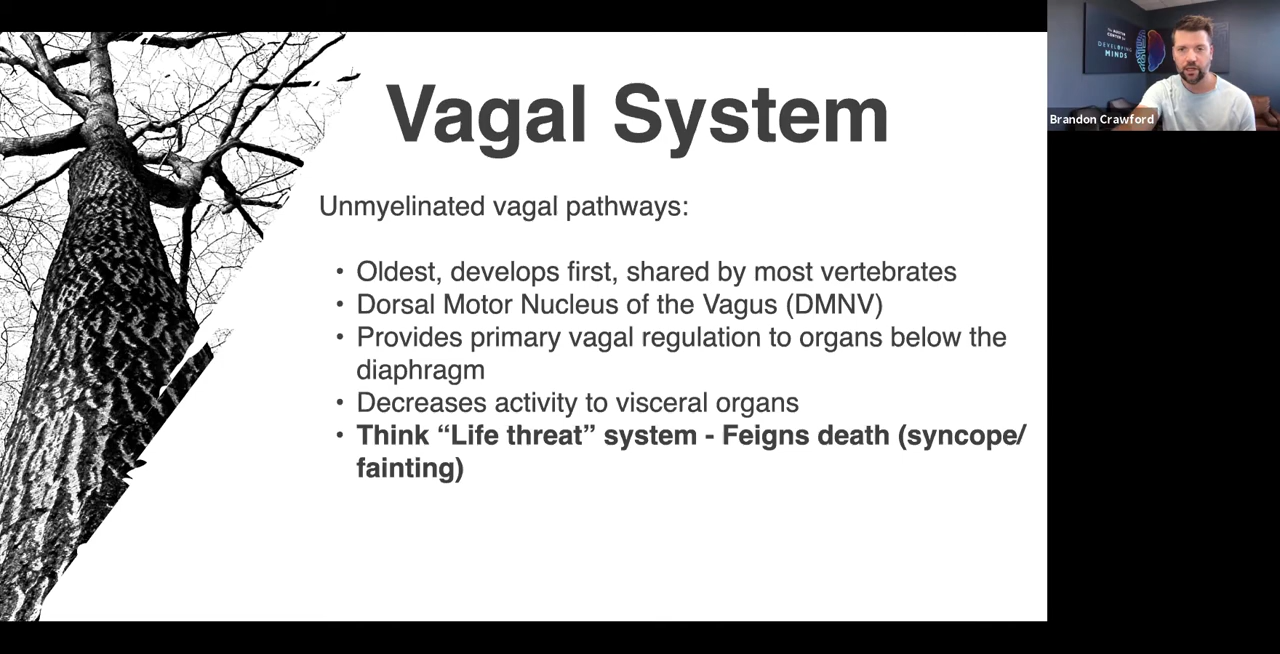 Vagal System
Unmyelinated vagal pathways:
• Oldest, develops first, shared by most vertebrates
• Dorsal Motor Nucleus of the Vagus (DMNV)
• Provides primary vagal regulation to organs below the
diaphragm
• Decreases activity to visceral organs
• Think “Life threat” system - Feigns death (syncope/
fainting)
DEVELOPING
MINDS
Brandon Crawford